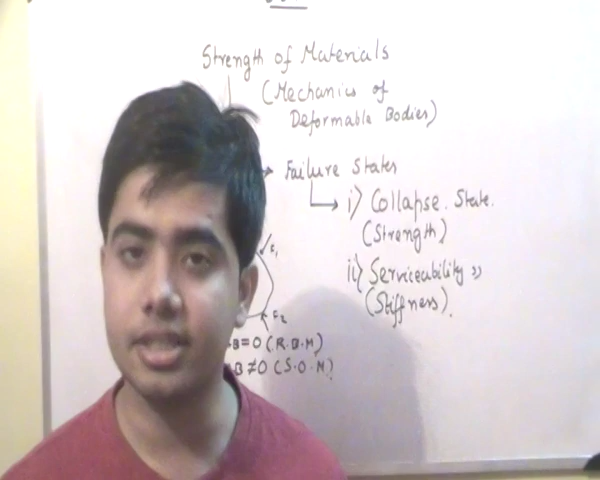 Strength of Materials
(Mechanics of
Deformable Bodies)
Failure States
i) Collapse State.
(Strength)
ii) Serviceability "
(Stiffness).
B=0 (R.B.M)
B≠0 (S.O.M)